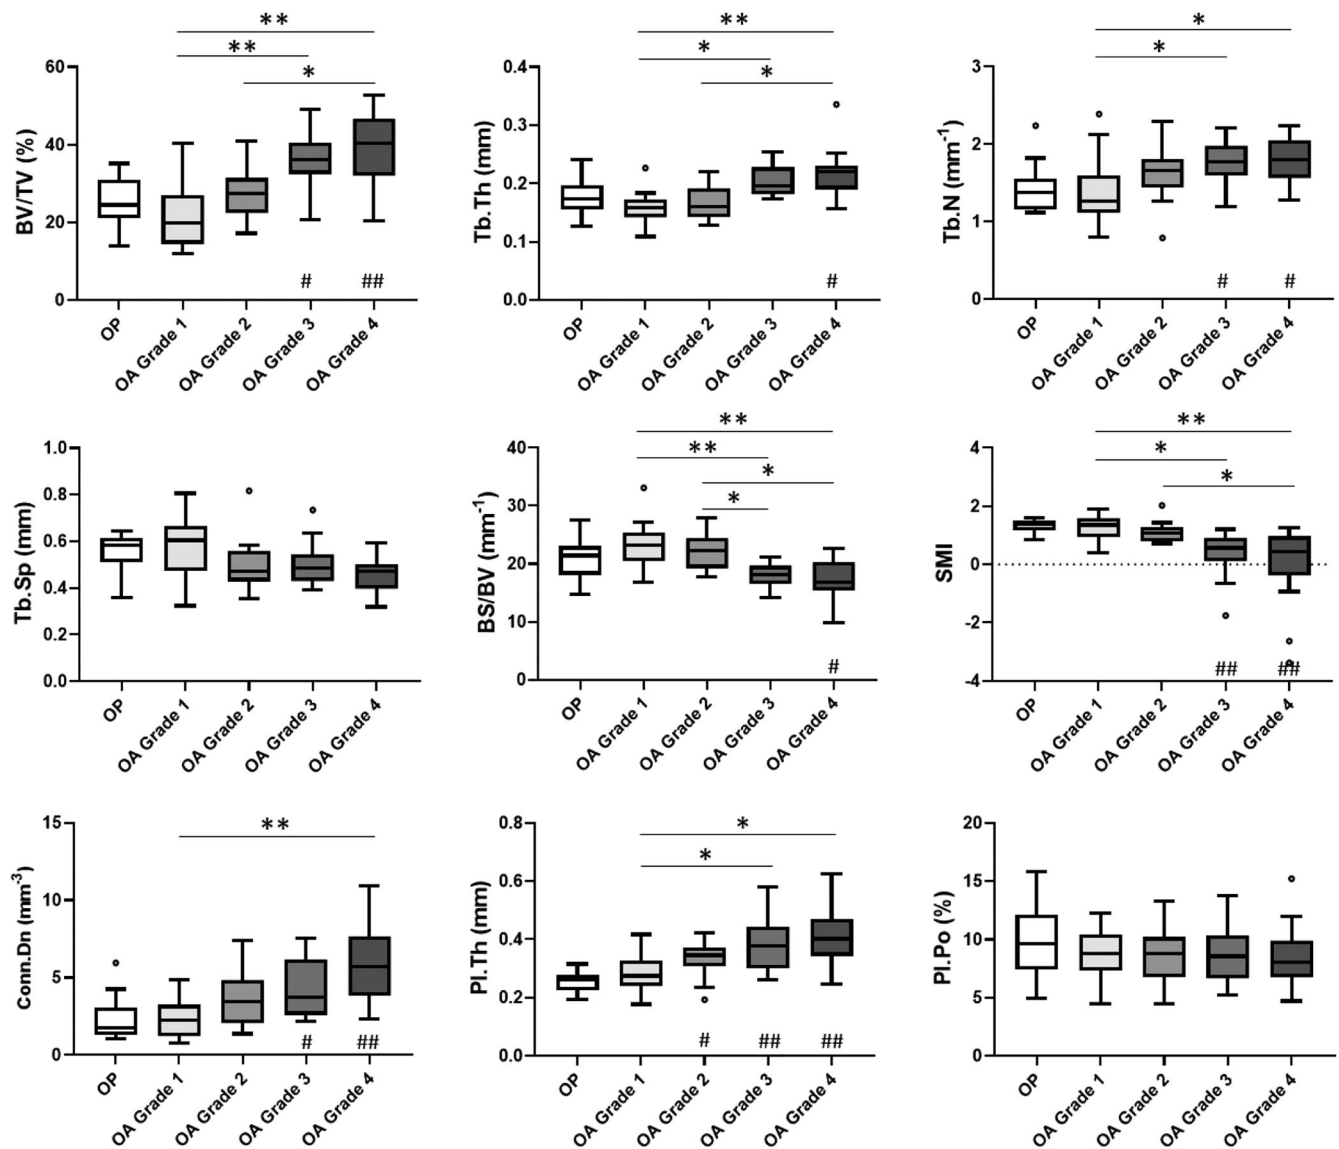 **
**
*
60
40
20
0
BV/TV (%)
#
##
OP
OA Grade 1
OA Grade 2
OA Grade 3
OA Grade 4
**
*
*
0.4
0.3
0.2
0.1
0.0
Tb.Th (mm)
#
OP
OA Grade 1
OA Grade 2
OA Grade 3
OA Grade 4
*
*
3
2
1
0
Tb.N (mm⁻¹)
#
#
OP
OA Grade 1
OA Grade 2
OA Grade 3
OA Grade 4
1.0
0.8
0.6
0.4
0.2
0.0
Tb.Sp (mm)
OP
OA Grade 1
OA Grade 2
OA Grade 3
OA Grade 4
**
**
*
*
40
30
20
10
0
BS/BV (mm⁻¹)
#
OP
OA Grade 1
OA Grade 2
OA Grade 3
OA Grade 4
**
*
*
4
2
0
-2
-4
SMI
##
##
OP
OA Grade 1
OA Grade 2
OA Grade 3
OA Grade 4
**
15
10
5
0
Conn.Dn (mm⁻³)
#
##
OP
OA Grade 1
OA Grade 2
OA Grade 3
OA Grade 4
*
*
0.8
0.6
0.4
0.2
0.0
Pl.Th (mm)
#
##
##
OP
OA Grade 1
OA Grade 2
OA Grade 3
OA Grade 4
20
15
10
5
0
Pl.Po (%)
OP
OA Grade 1
OA Grade 2
OA Grade 3
OA Grade 4